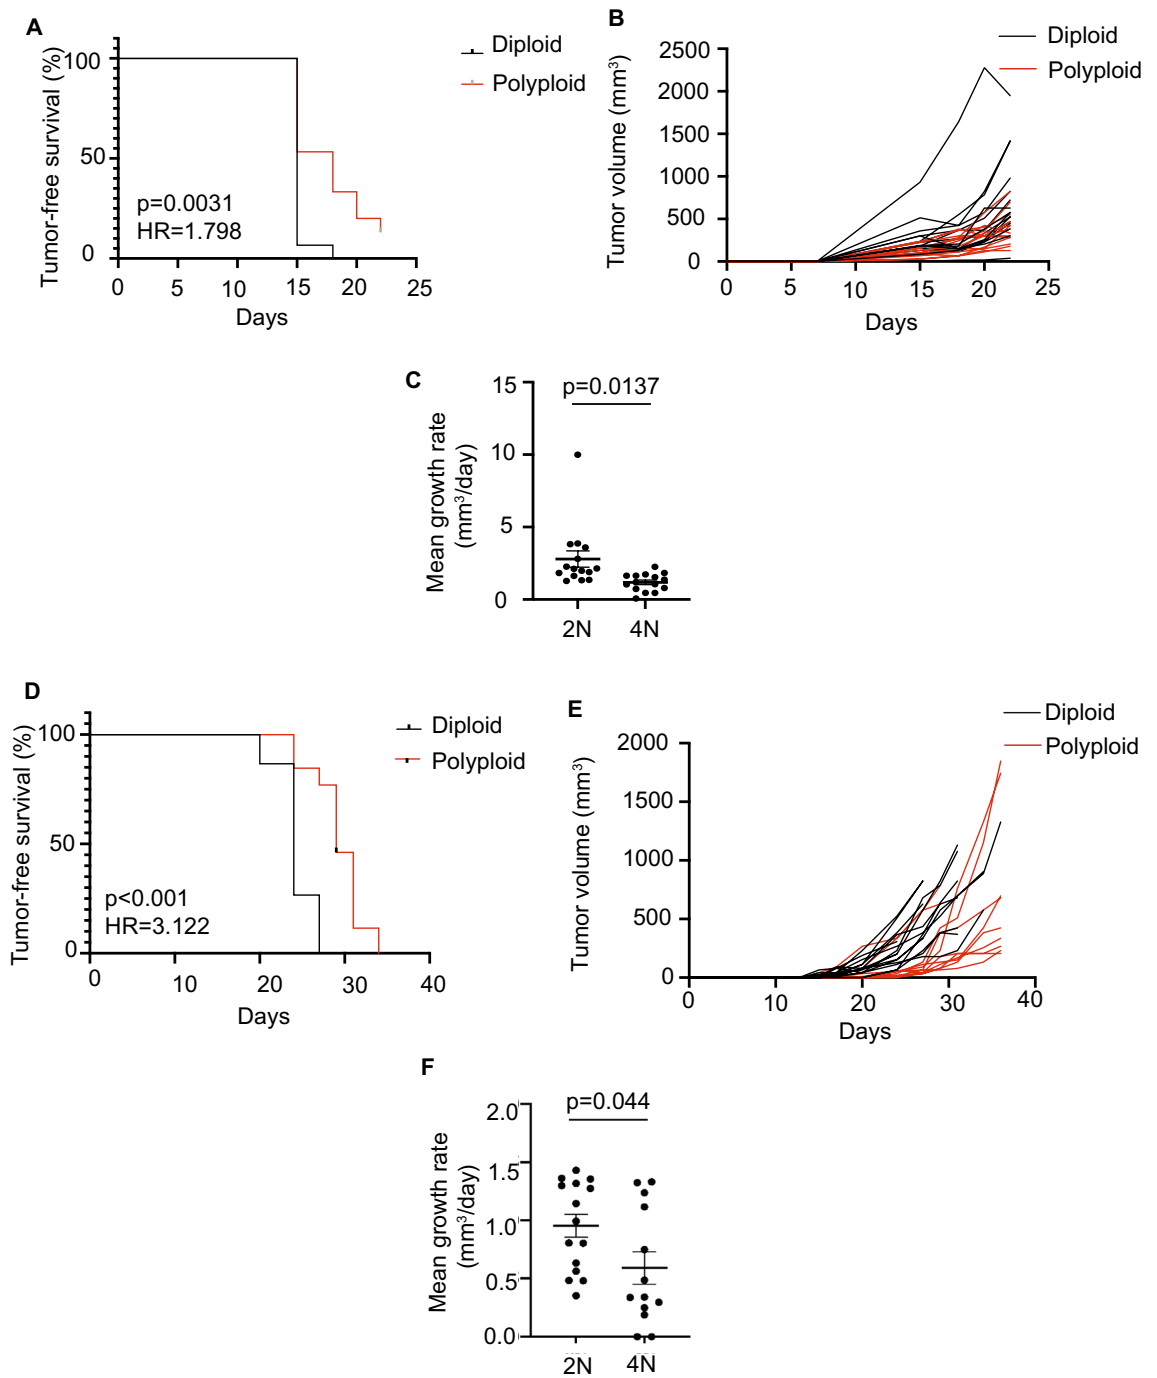 A
Tumor-free survival (%)
100
50
0
p=0.0031
HR=1.798
0 5 10 15 20 25
Days
Diploid
Polyploid
B
Tumor volume (mm³)
2500
2000
1500
1000
500
0
0 5 10 15 20 25
Days
Diploid
Polyploid
C
Mean growth rate
(mm³/day)
15
10
5
0
p=0.0137
2N 4N
D
Tumor-free survival (%)
100
50
0
p<0.001
HR=3.122
0 10 20 30 40
Days
Diploid
Polyploid
E
Tumor volume (mm³)
2000
1500
1000
500
0
0 10 20 30 40
Days
Diploid
Polyploid
F
Mean growth rate
(mm³/day)
2.0
1.5
1.0
0.5
0.0
p=0.044
2N 4N